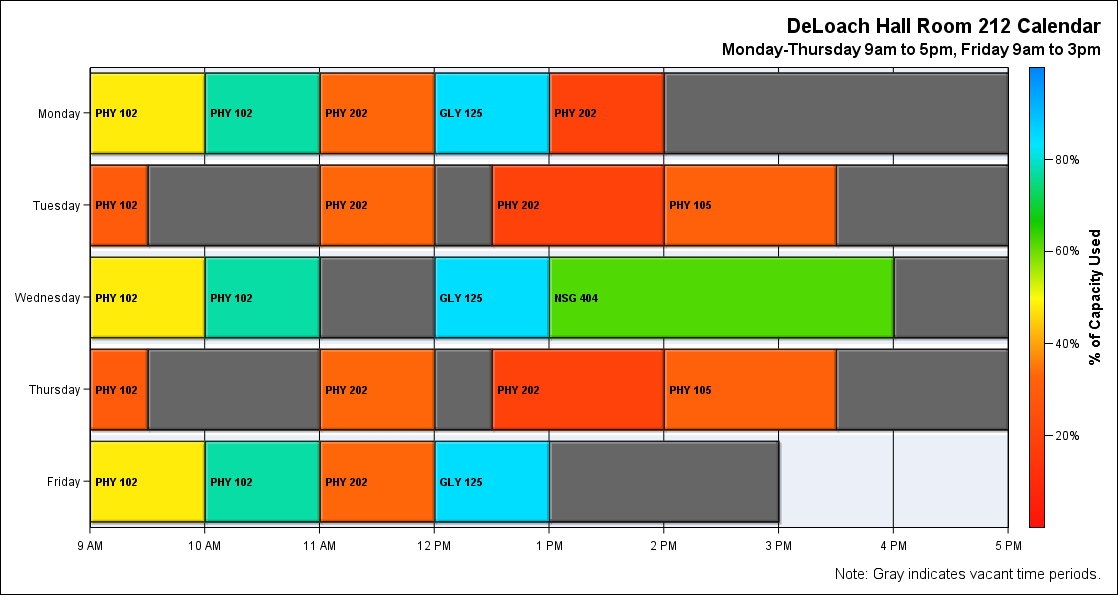 DeLoach Hall Room 212 Calendar
Monday-Thursday 9am to 5pm, Friday 9am to 3pm
Monday PHY 102 PHY 102 PHY 202 GLY 125 PHY 202
Tuesday PHY 102 PHY 202 PHY 202 PHY 105
Wednesday PHY 102 PHY 102 GLY 125 NSG 404
Thursday PHY 102 PHY 202 PHY 202 PHY 105
Friday PHY 102 PHY 102 PHY 202 GLY 125
9 AM 10 AM 11 AM 12 PM 1 PM 2 PM 3 PM 4 PM 5 PM
80%
60%
40%
20%
% of Capacity Used
Note: Gray indicates vacant time periods.